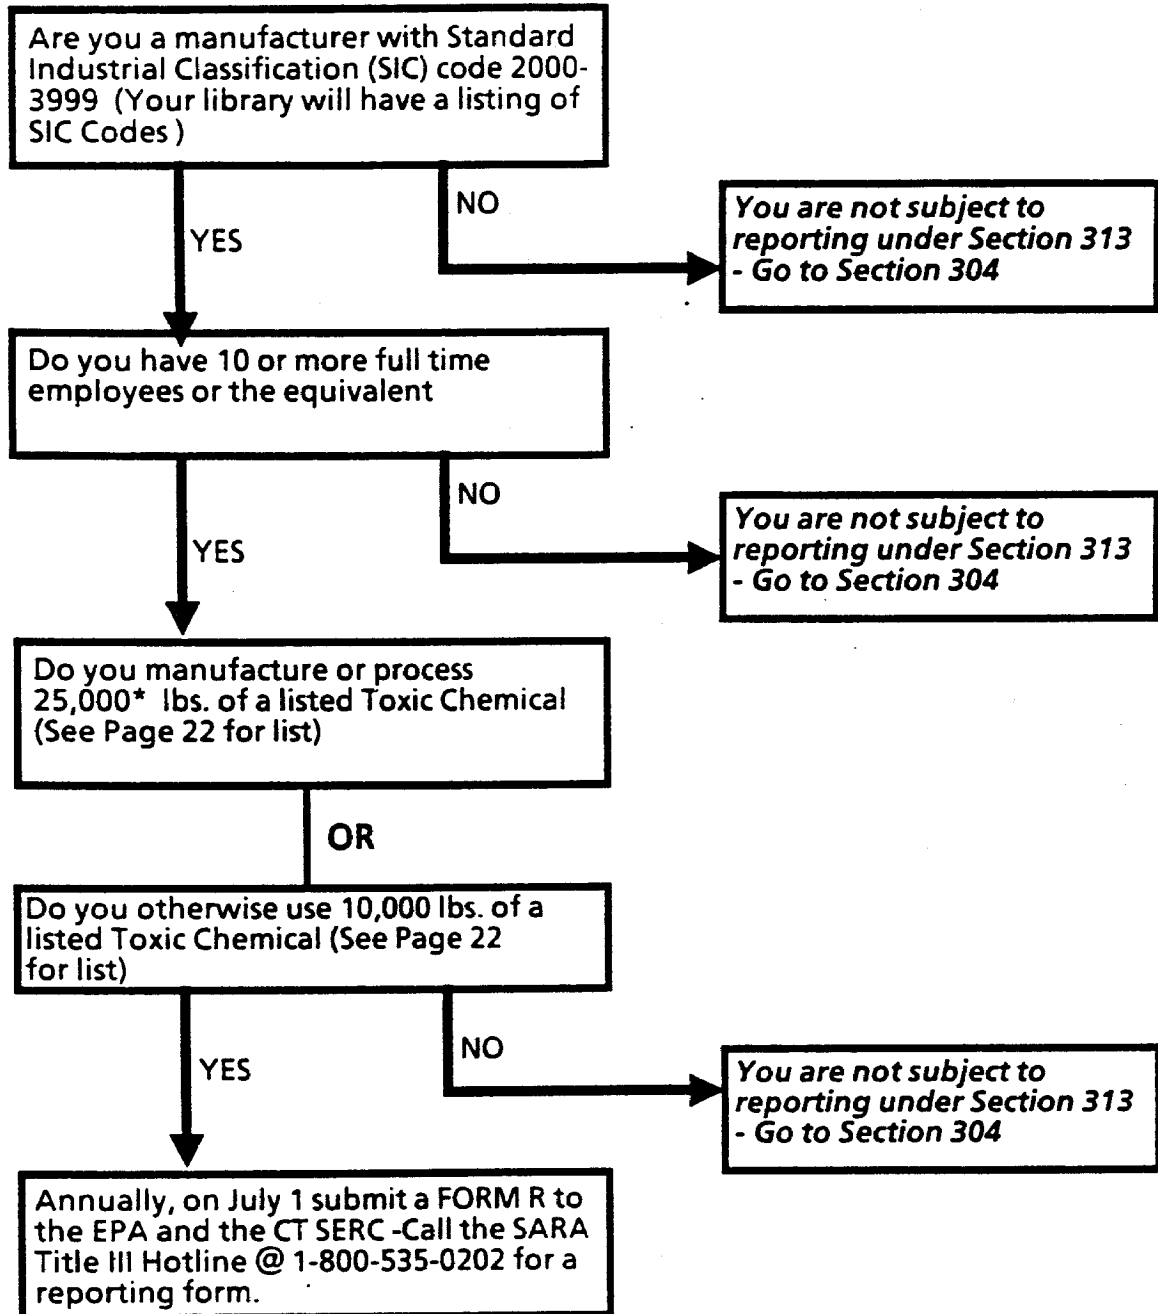 Are you a manufacturer with Standard
Industrial Classification (SIC) code 2000-
3999 (Your library will have a listing of
SIC Codes )
YES
NO
You are not subject to
reporting under Section 313
- Go to Section 304
Do you have 10 or more full time
employees or the equivalent
YES
NO
You are not subject to
reporting under Section 313
- Go to Section 304
Do you manufacture or process
25,000* lbs. of a listed Toxic Chemical
(See Page 22 for list)
OR
Do you otherwise use 10,000 lbs. of a
listed Toxic Chemical (See Page 22
for list)
YES
NO
You are not subject to
reporting under Section 313
- Go to Section 304
Annually, on July 1 submit a FORM R to
the EPA and the CT SERC -Call the SARA
Title III Hotline @ 1-800-535-0202 for a
reporting form.